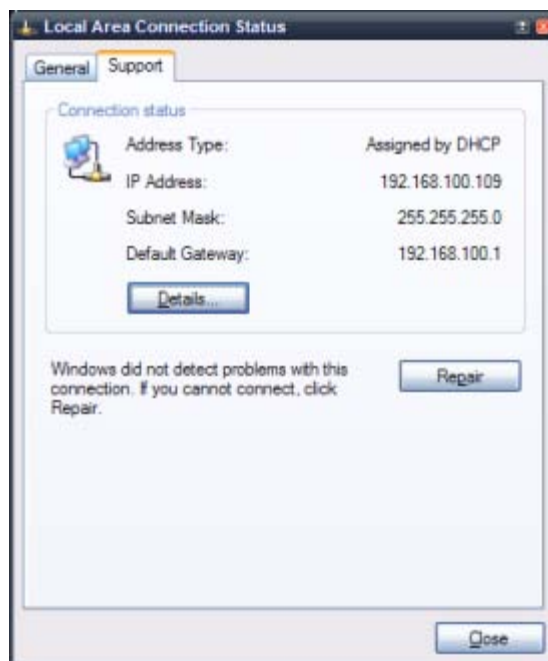 Local Area Connection Status
General
Support
Connection status
Address Type: Assigned by DHCP
IP Address: 192.168.100.109
Subnet Mask: 255.255.255.0
Default Gateway: 192.168.100.1
Details...
Windows did not detect problems with this
connection. If you cannot connect, click
Repair.
Repair
Close